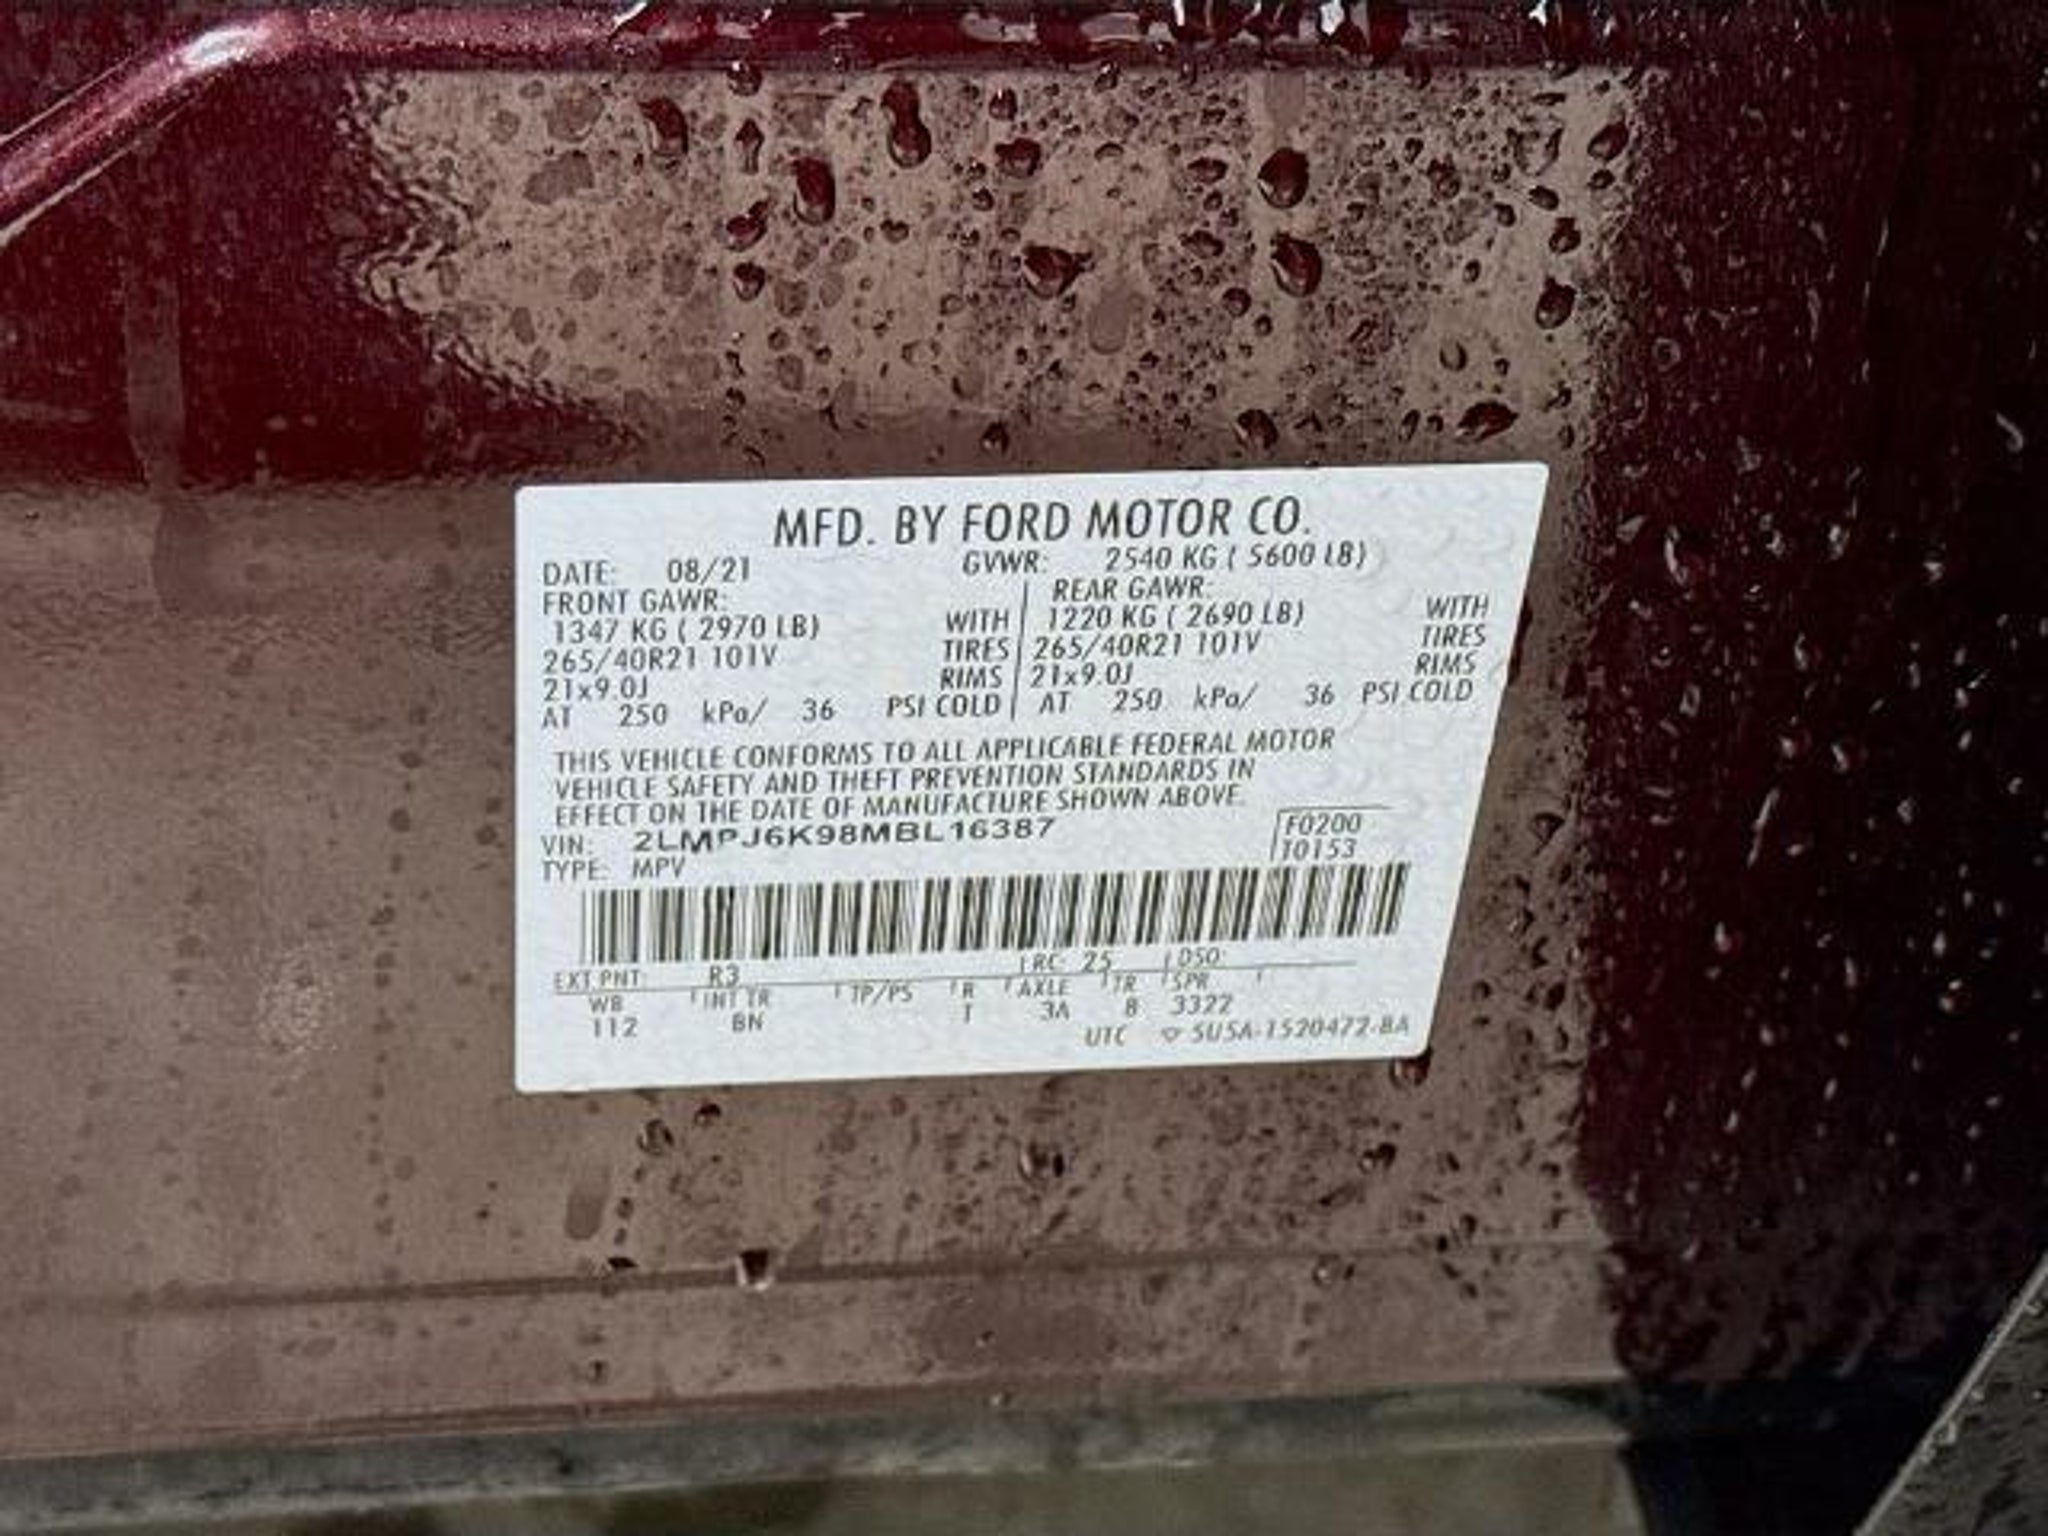 MFD. BY FORD MOTOR CO.
DATE: 08/21 GVWR: 2540 KG ( 5600 LB)
FRONT GAWR: REAR GAWR:
1347 KG ( 2970 LB) WITH 1220 KG ( 2690 LB) WITH
265/40R21 101V TIRES 265/40R21 101V TIRES
21x9.0J RIMS 21x9.0J RIMS
AT 250 kPa/ 36 PSI COLD AT 250 kPa/ 36 PSI COLD
THIS VEHICLE CONFORMS TO ALL APPLICABLE FEDERAL MOTOR
VEHICLE SAFETY AND THEFT PREVENTION STANDARDS IN
EFFECT ON THE DATE OF MANUFACTURE SHOWN ABOVE.
VIN: 2LMPJ6K98MBL16387 F0200
TYPE: MPV T0153
EXT PNT: R3 RC: 25 DSO:
WB INT TR TP/PS R AXLE TR SPR
112 BN T 3A 8 3322
UTC ▽ 5U5A-1520472-BA